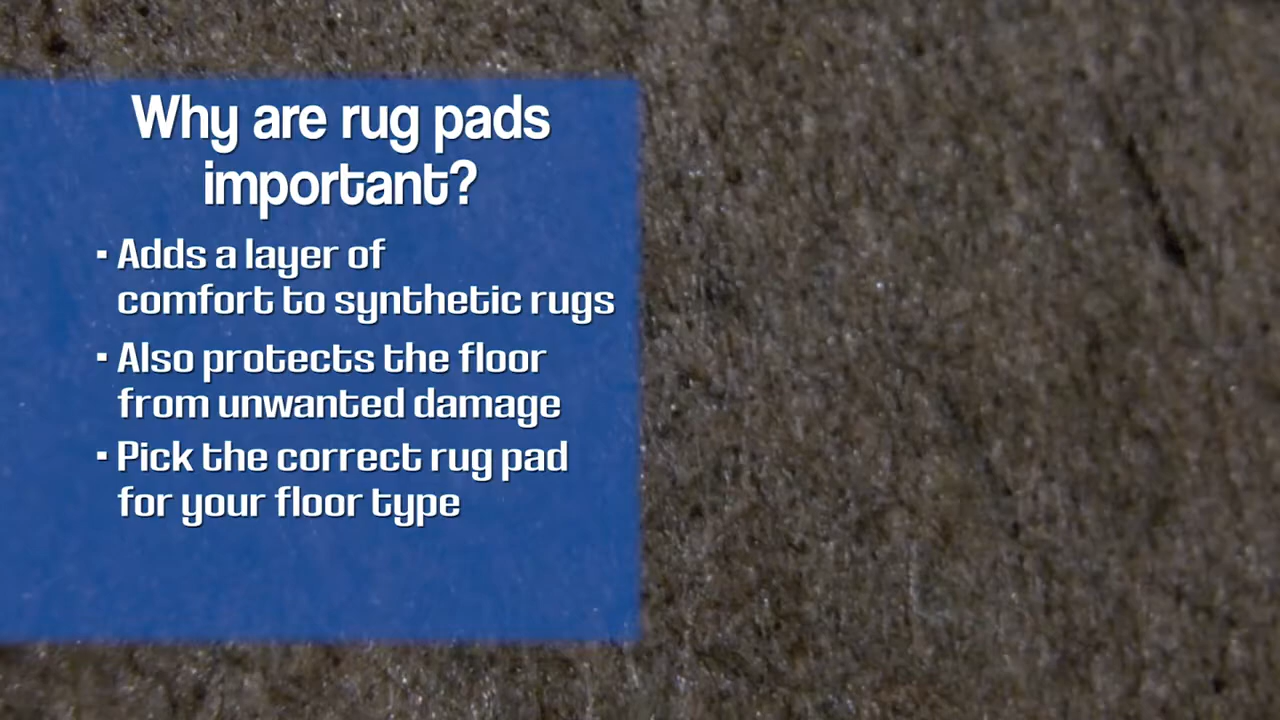 Why are rug pads
important?
▪ Adds a layer of
comfort to synthetic rugs
▪ Also protects the floor
from unwanted damage
▪ Pick the correct rug pad
for your floor type